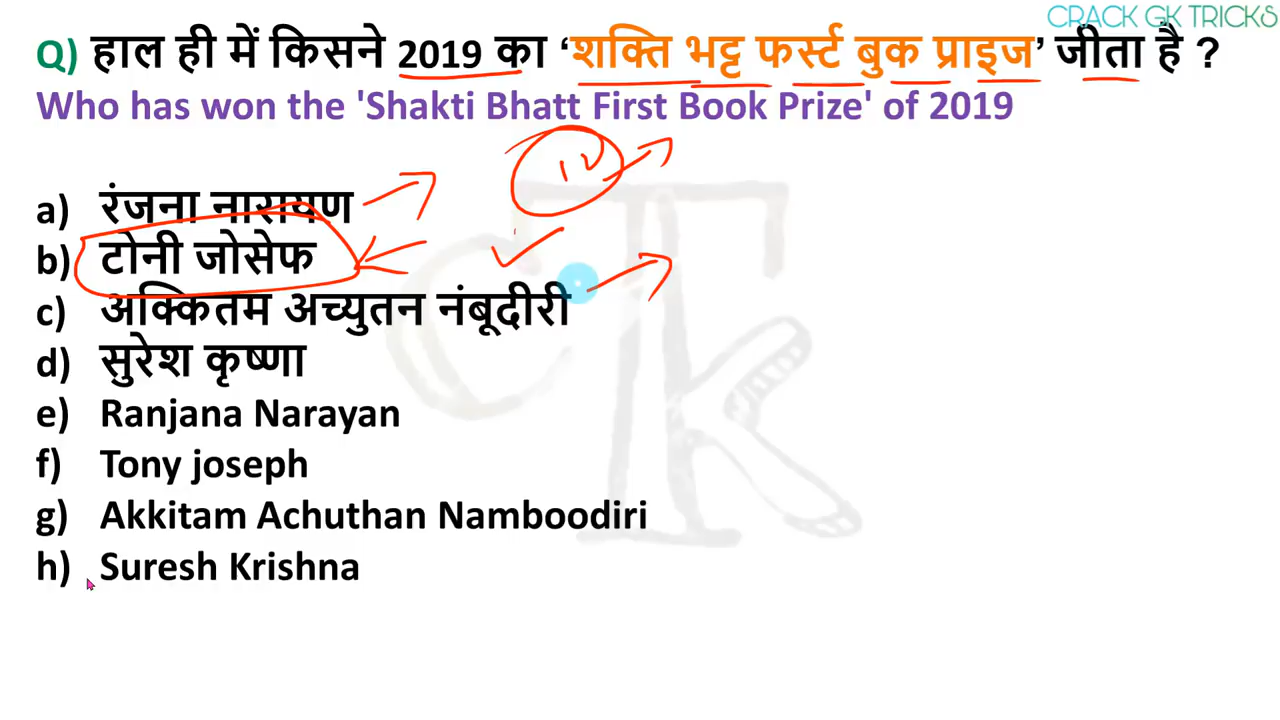 CRACK GK TRICKS
Q) हाल ही में किसने 2019 का ‘शक्ति भट्ट फर्स्ट बुक प्राइज’ जीता है ?
Who has won the 'Shakti Bhatt First Book Prize' of 2019
a) रंजना नारायण
b) टोनी जोसेफ
c) अक्कितम अच्युतन नंबूदीरी
d) सुरेश कृष्णा
e) Ranjana Narayan
f) Tony joseph
g) Akkitam Achuthan Namboodiri
h) Suresh Krishna